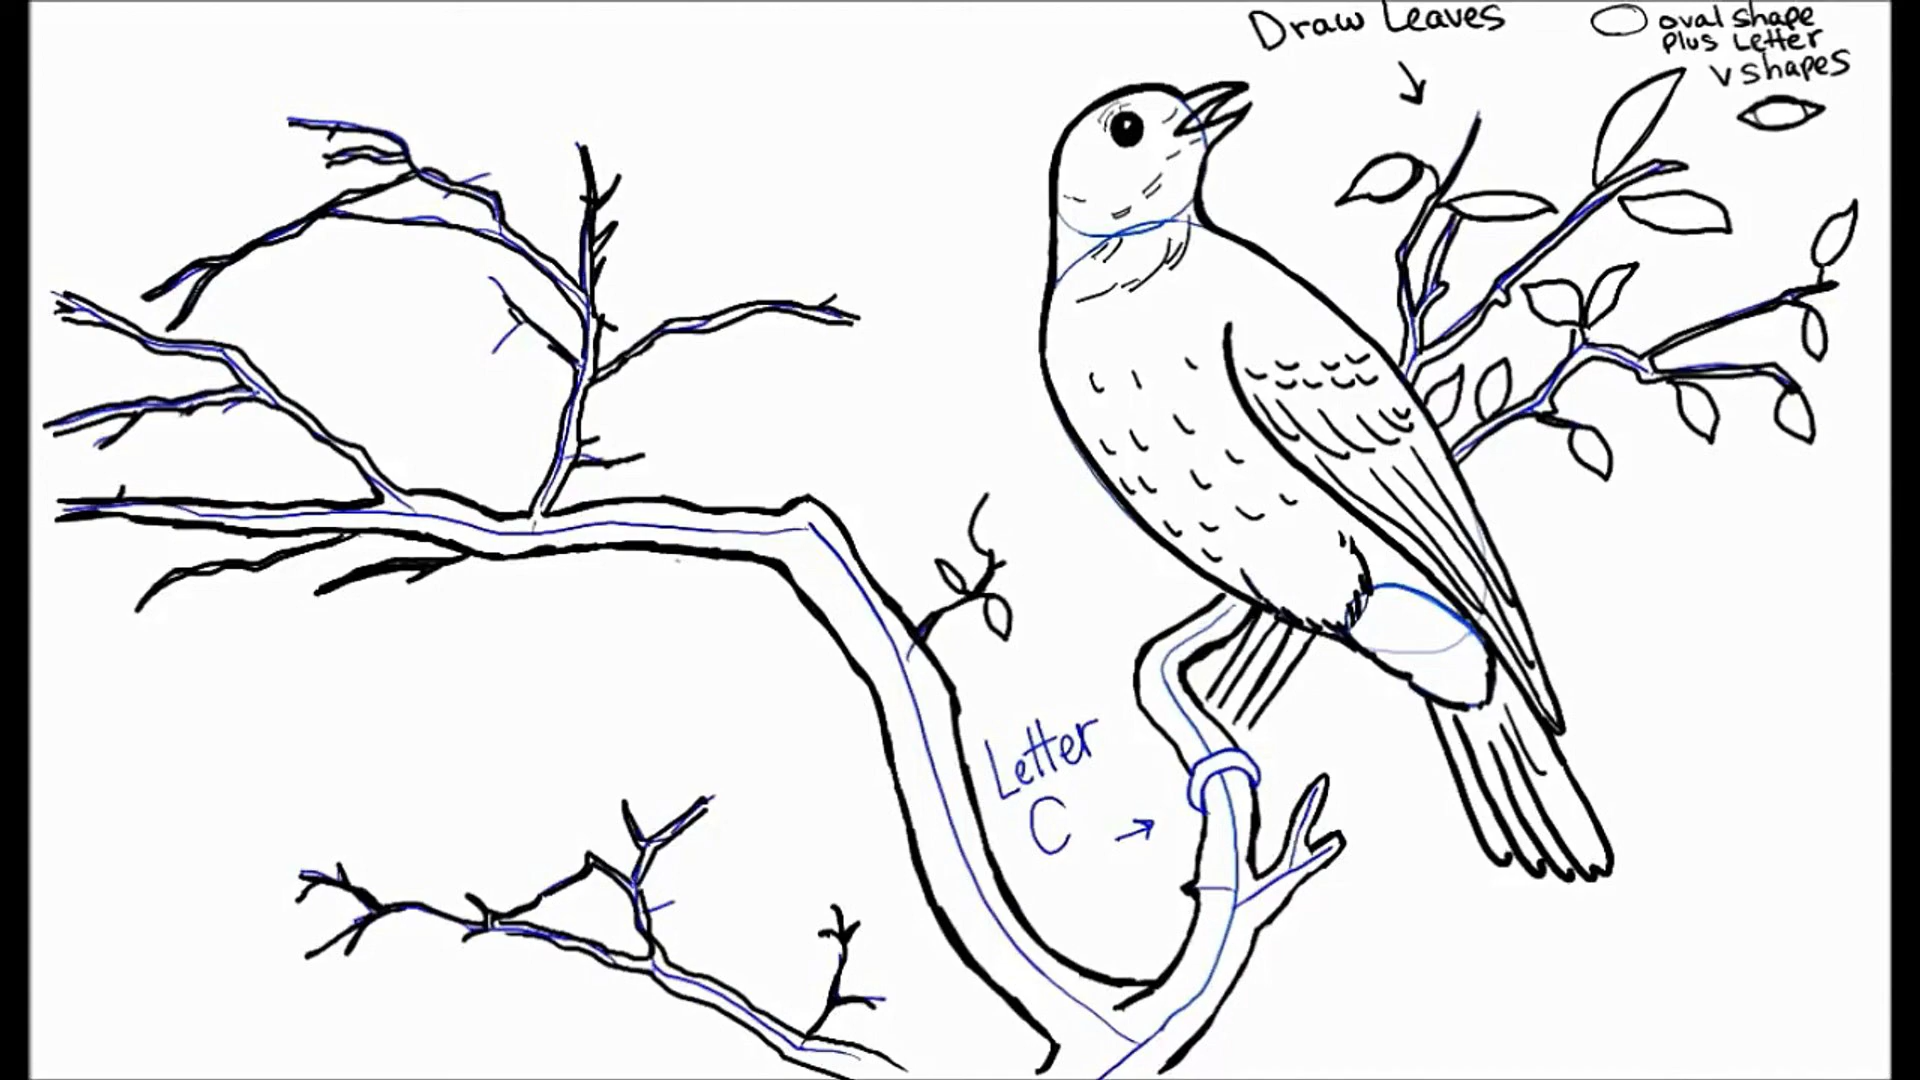 Draw Leaves
oval shape
plus Letter
v shapes
Letter
C